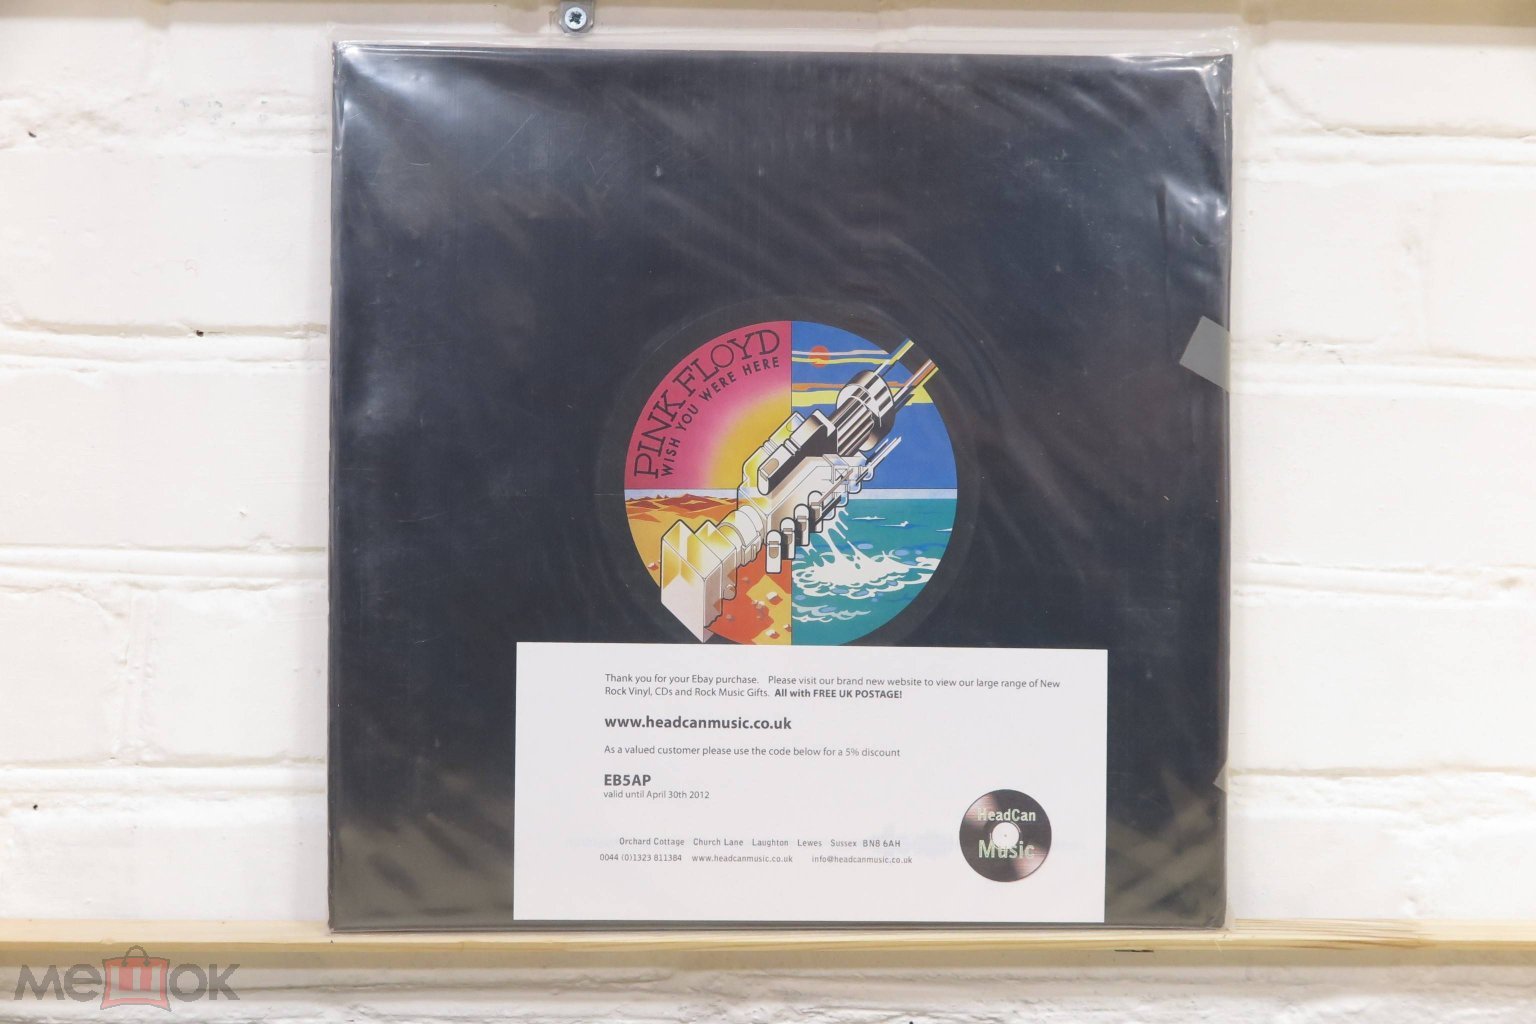 PINK FLOYD
WISH YOU WERE HERE
Thank you for your Ebay purchase. Please visit our brand new website to view our large range of New
Rock Vinyl, CDs and Rock Music Gifts. All with FREE UK POSTAGE!
www.headcanmusic.co.uk
As a valued customer please use the code below for a 5% discount
EB5AP
valid until April 30th 2012
HeadCan
Music
Orchard Cottage Church Lane Laughton Lewes Sussex BN8 6AH
0044 (0)1323 811384 www.headcanmusic.co.uk info@headcanmusic.co.uk
мешок